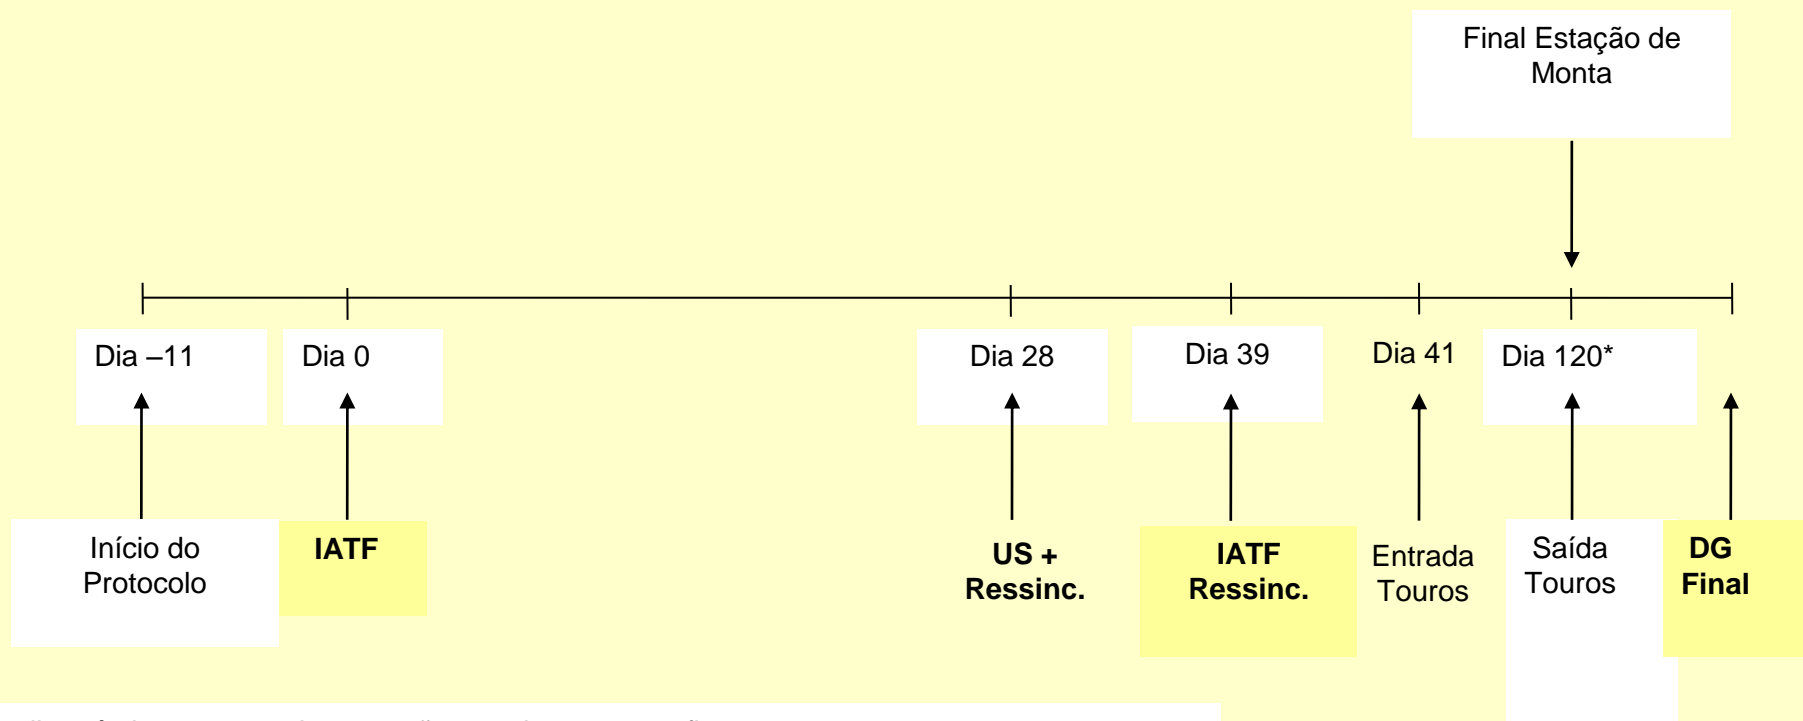 Final Estação de
Monta
Dia –11
Dia 0
Dia 28
Dia 39
Dia 41
Dia 120*
Início do
Protocolo
IATF
US +
Ressinc.
IATF
Ressinc.
Entrada
Touros
Saída
Touros
DG
Final